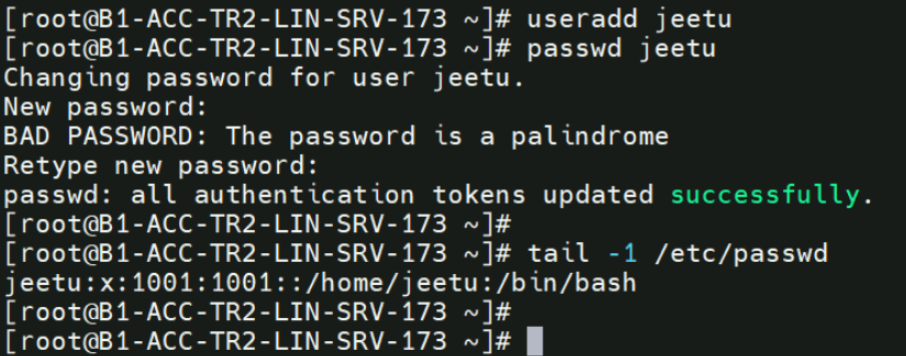 [root@B1-ACC-TR2-LIN-SRV-173 ~]# useradd jeetu
[root@B1-ACC-TR2-LIN-SRV-173 ~]# passwd jeetu
Changing password for user jeetu.
New password:
BAD PASSWORD: The password is a palindrome
Retype new password:
passwd: all authentication tokens updated successfully.
[root@B1-ACC-TR2-LIN-SRV-173 ~]#
[root@B1-ACC-TR2-LIN-SRV-173 ~]# tail -1 /etc/passwd
jeetu:x:1001:1001::/home/jeetu:/bin/bash
[root@B1-ACC-TR2-LIN-SRV-173 ~]#
[root@B1-ACC-TR2-LIN-SRV-173 ~]#